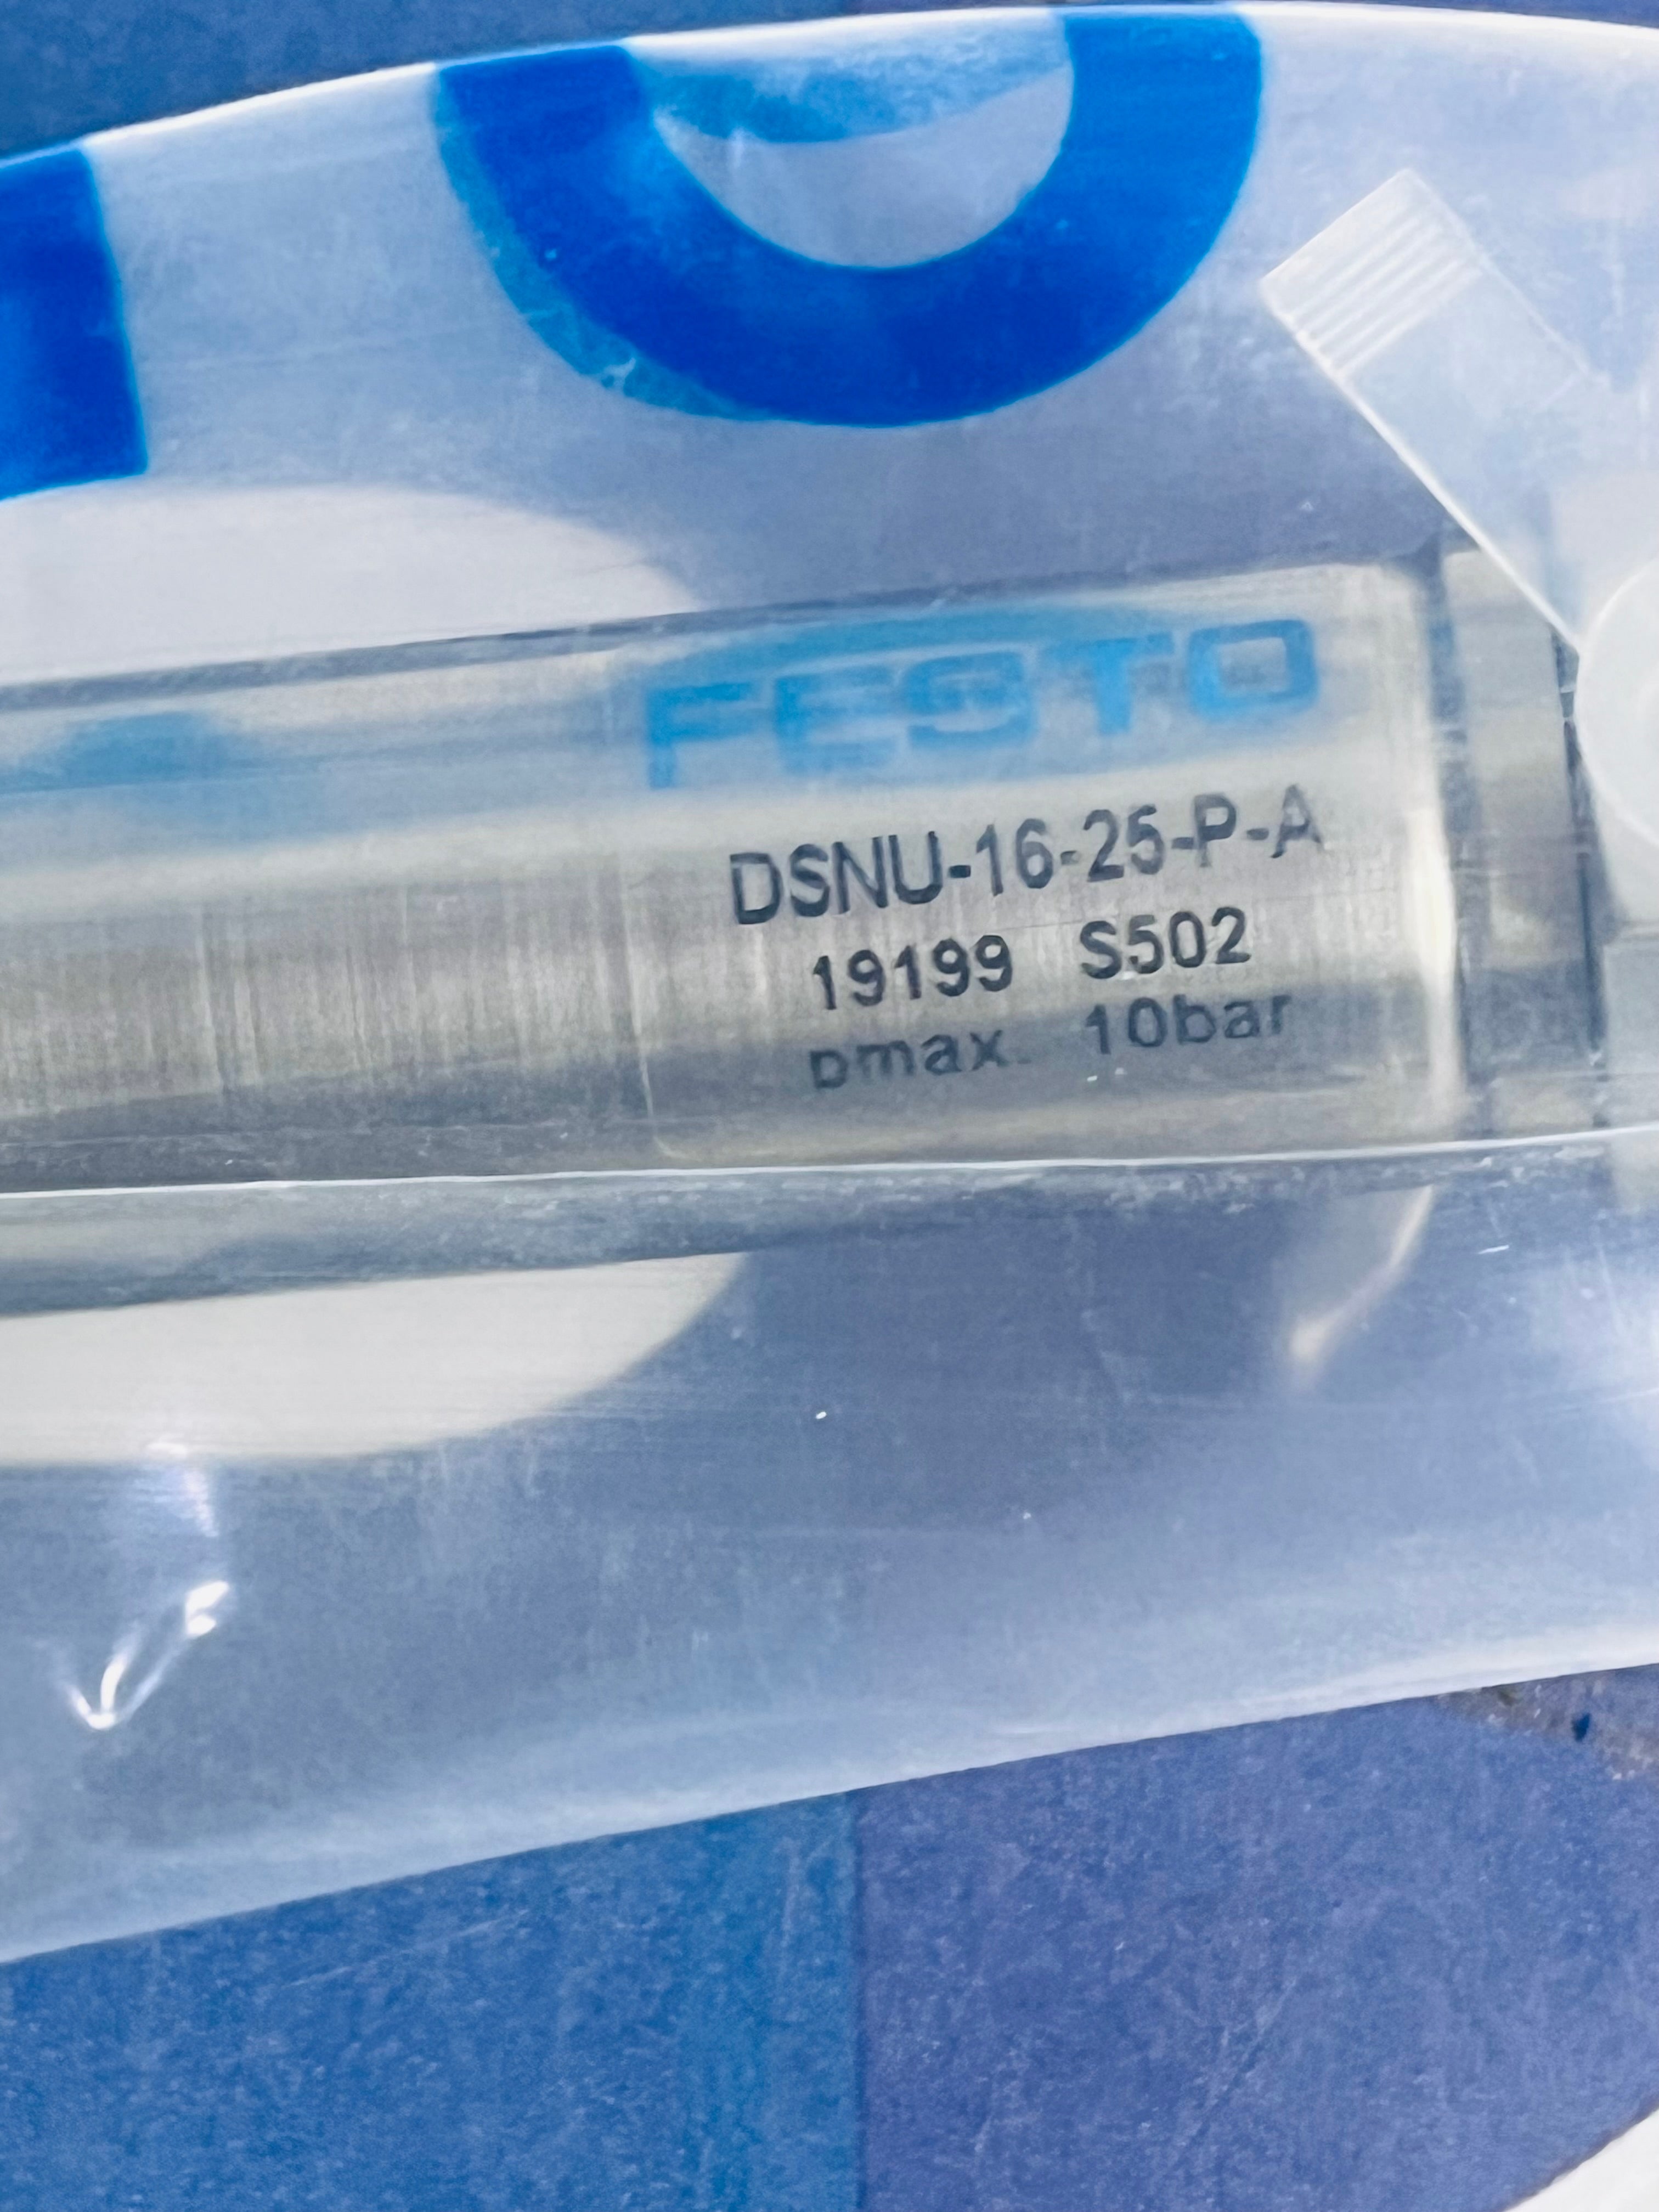 FESTO
DSNU-16-25-P-A
19199 S502
pmax. 10bar